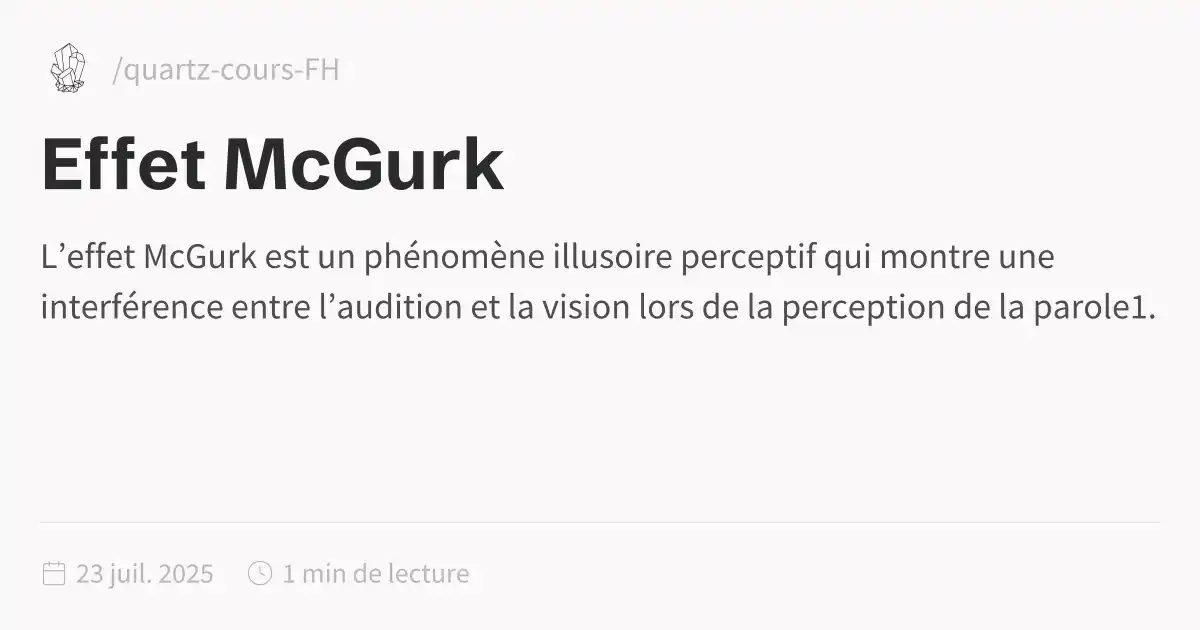 /quartz-cours-FH
Effet McGurk
L’effet McGurk est un phénomène illusoire perceptif qui montre une
interférence entre l’audition et la vision lors de la perception de la parole1.
23 juil. 2025 1 min de lecture